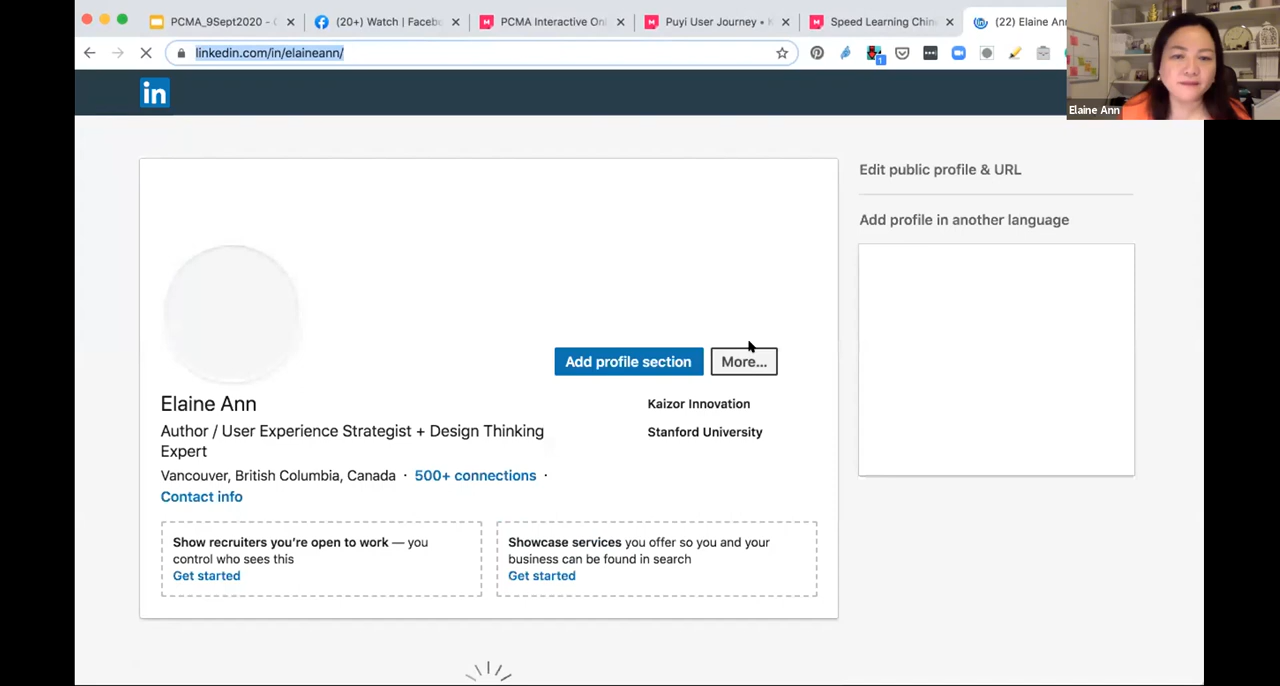 PCMA_9Sept2020 -
(20+) Watch | Faceb
PCMA Interactive On
Puyi User Journey •
Speed Learning Chin
(22) Elaine Ann
linkedin.com/in/elaineann/
1
Elaine Ann
in
Edit public profile & URL
Add profile in another language
Add profile section
More...
Elaine Ann
Kaizor Innovation
Author / User Experience Strategist + Design Thinking
Expert
Stanford University
Vancouver, British Columbia, Canada · 500+ connections ·
Contact info
Show recruiters you're open to work — you
control who sees this
Get started
Showcase services you offer so you and your
business can be found in search
Get started